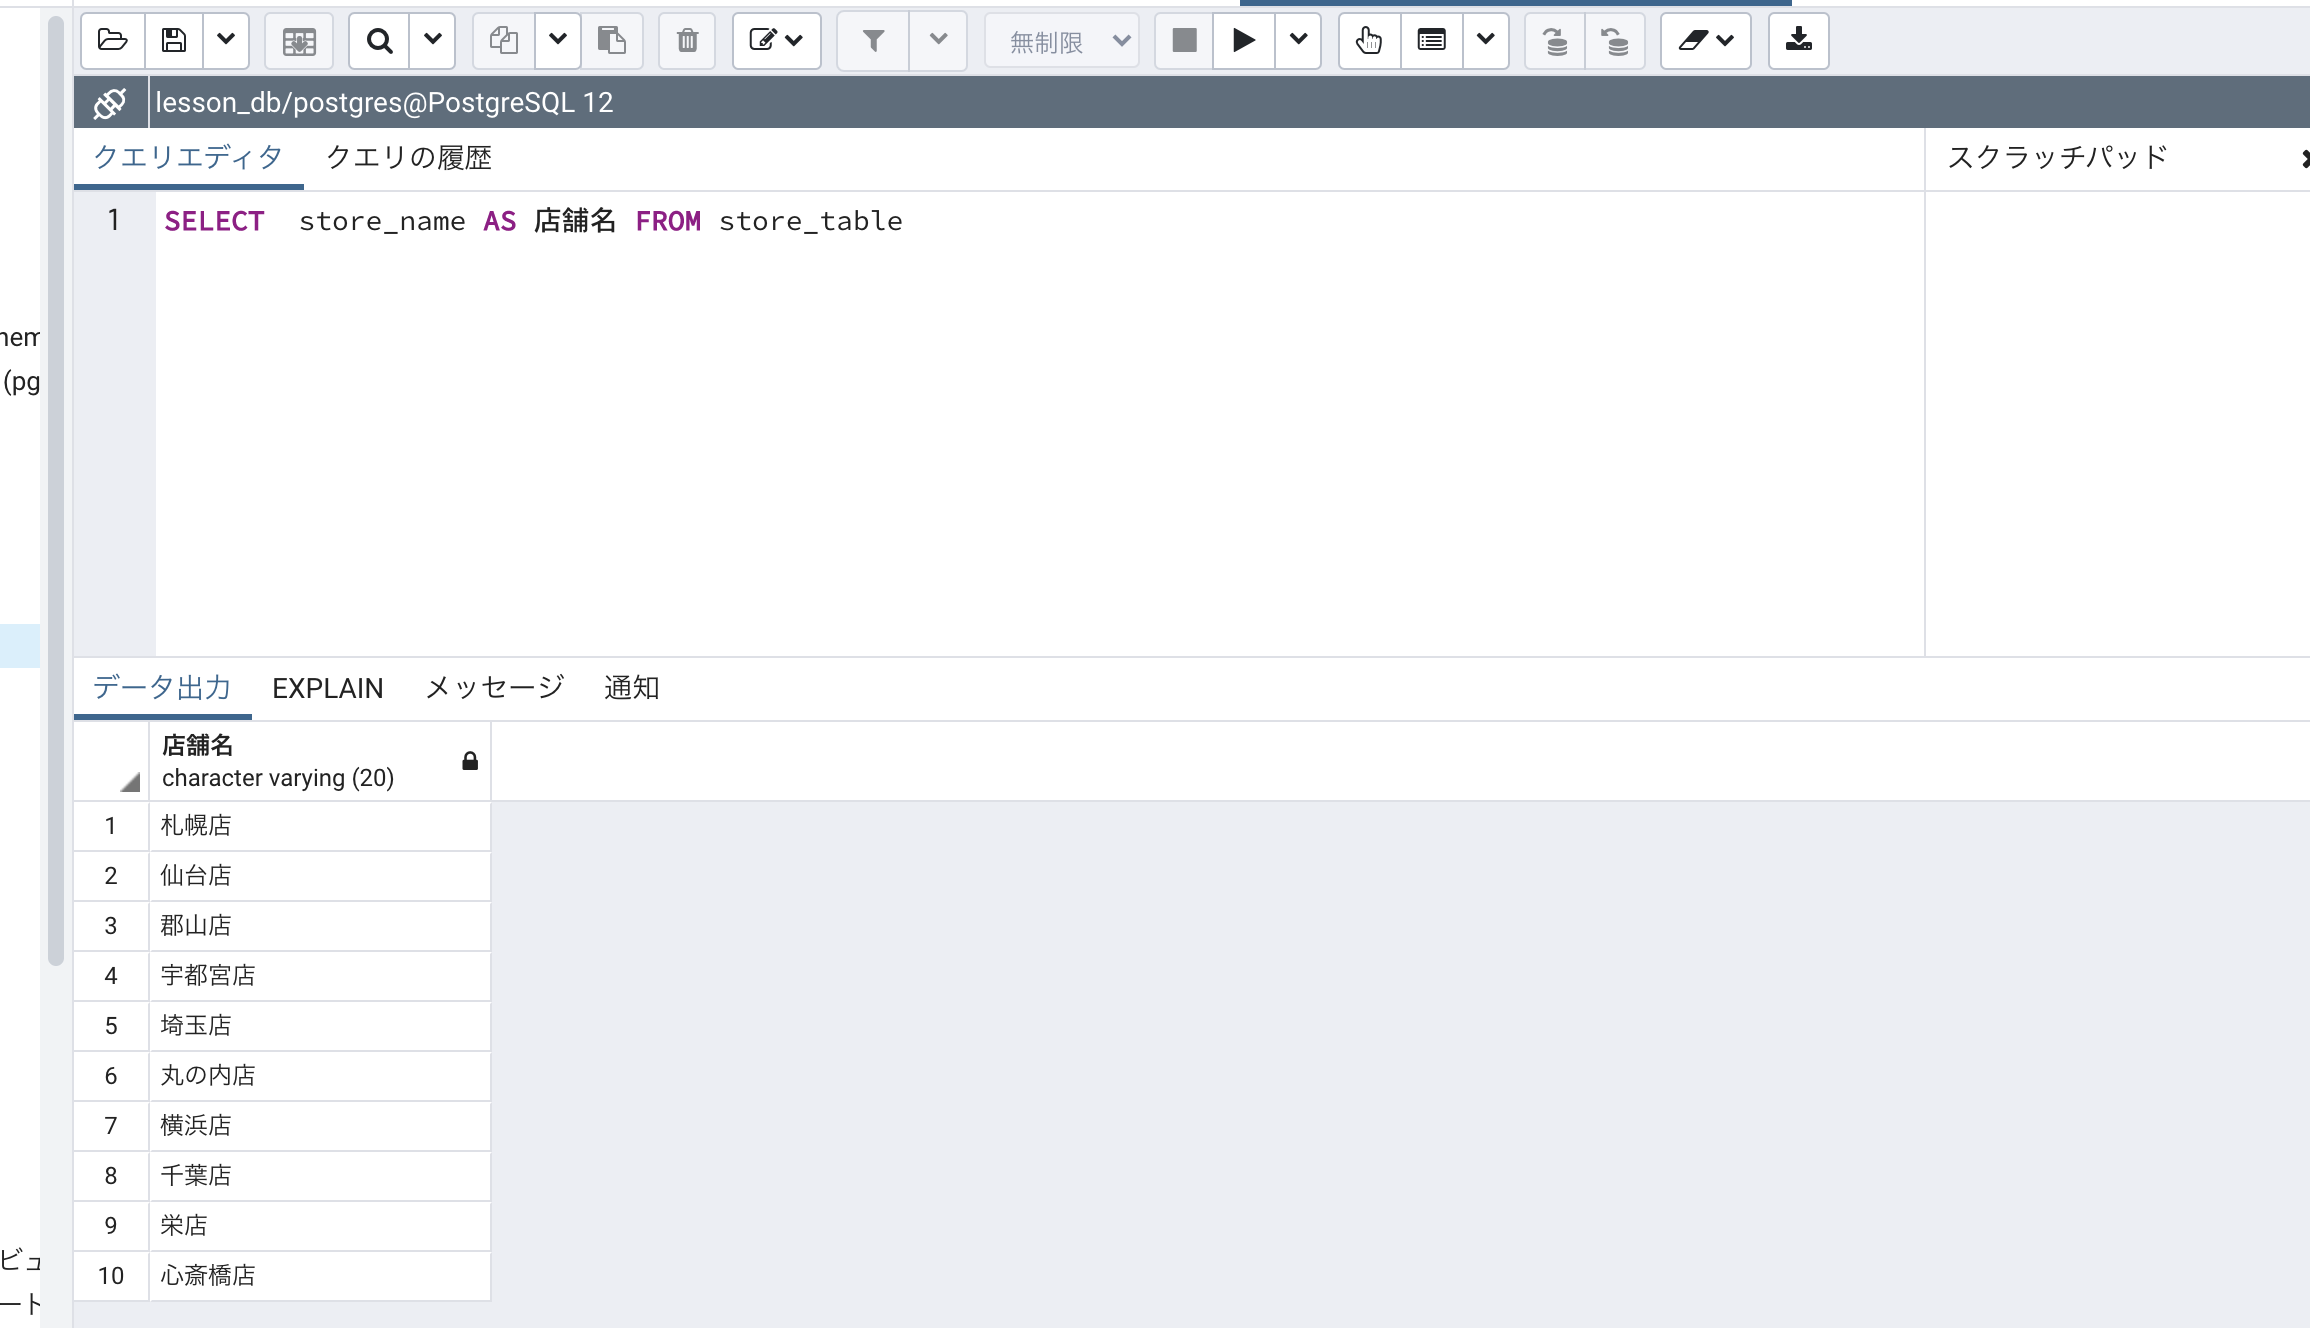 無制限
lesson_db/postgres@PostgreSQL 12
クエリエディタ クエリの履歴 スクラッチパッド
1 SELECT  store_name AS 店舗名 FROM store_table
(pg
データ出力 EXPLAIN メッセージ 通知
店舗名
character varying (20)
1 札幌店
2 仙台店
3 郡山店
4 宇都宮店
5 埼玉店
6 丸の内店
7 横浜店
8 千葉店
9 栄店
10 心斎橋店
ビュ
ート